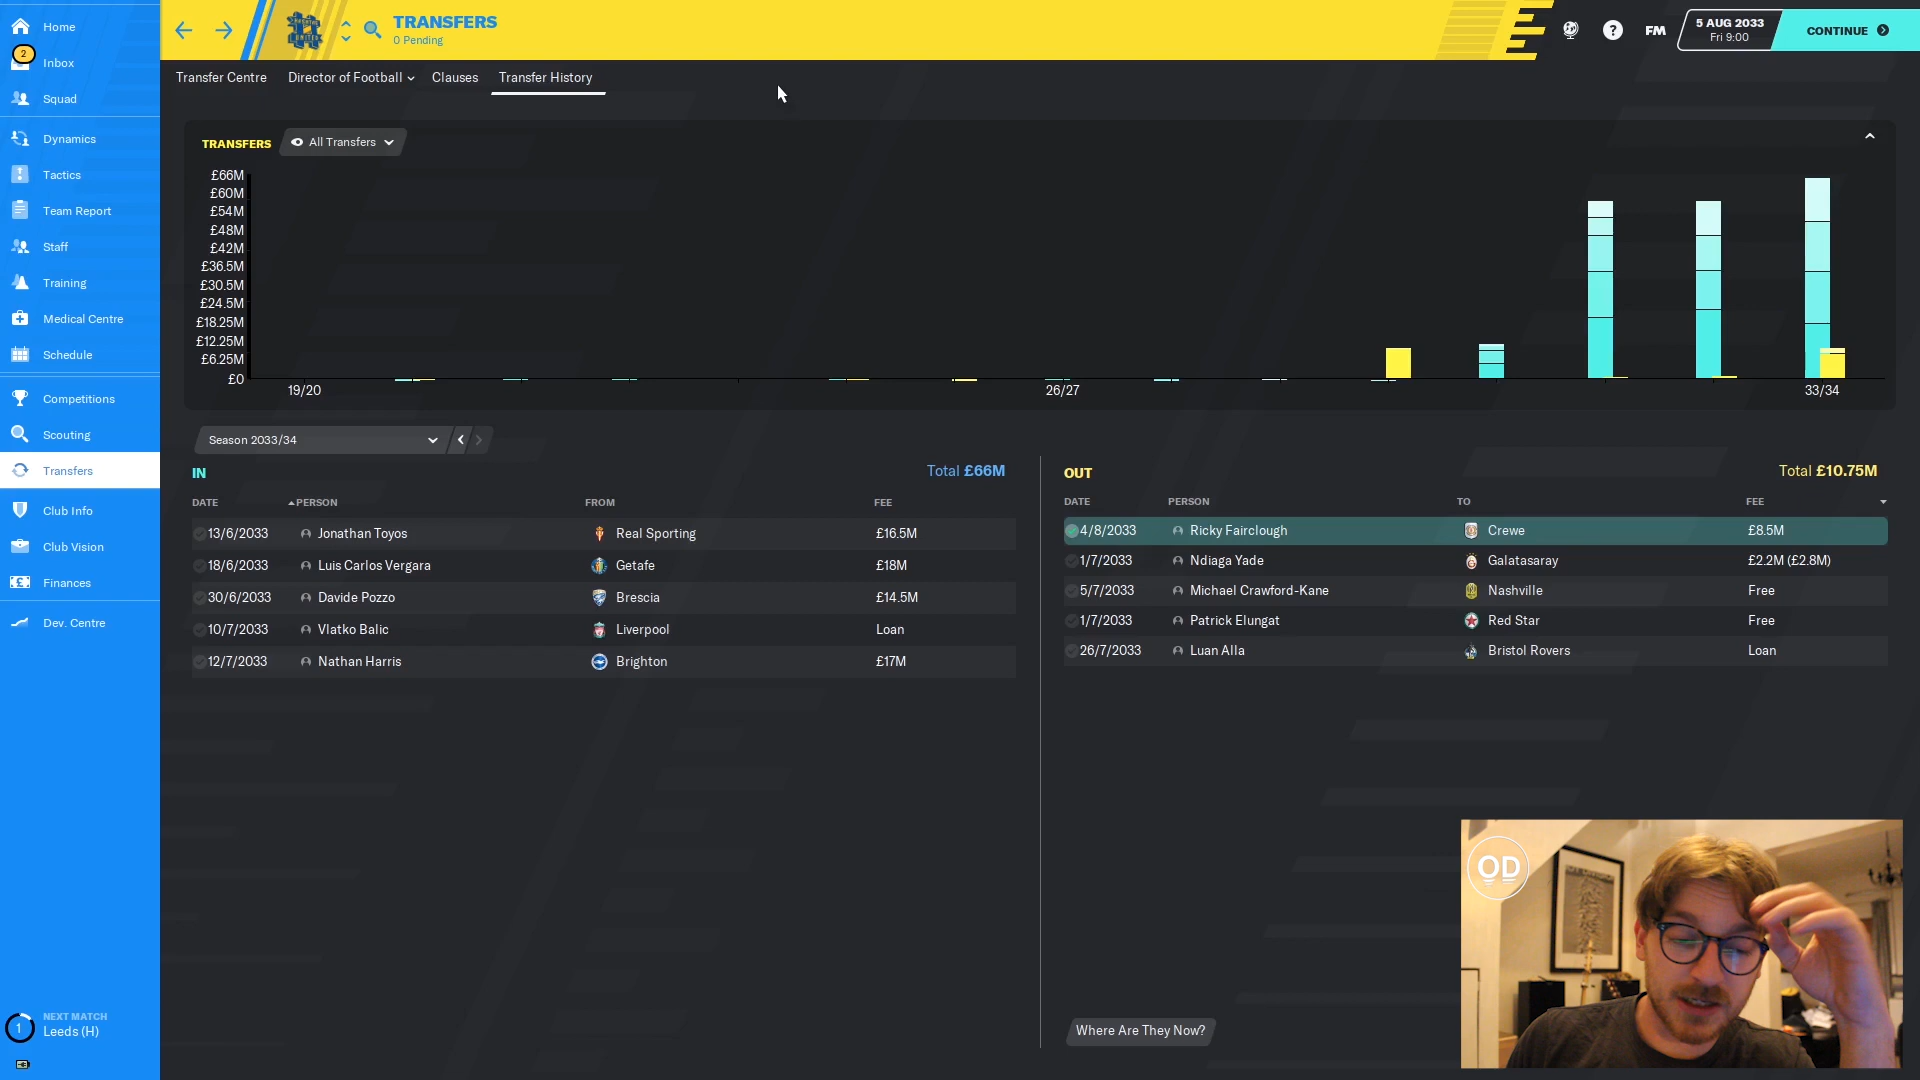 Home
2
Inbox
Squad
Dynamics
Tactics
Team Report
Staff
Training
Medical Centre
Schedule
Competitions
Scouting
Transfers
Club Info
Club Vision
Finances
Dev. Centre
1
NEXT MATCH
Leeds (H)
TRANSFERS
0 Pending
?
FM
5 AUG 2033
Fri 9:00
CONTINUE
Transfer Centre
Director of Football
Clauses
Transfer History
TRANSFERS
All Transfers
£66M
£60M
£54M
£48M
£42M
£36.5M
£30.5M
£24.5M
£18.25M
£12.25M
£6.25M
£0
19/20
26/27
33/34
Season 2033/34
IN
Total £66M
DATE PERSON FROM FEE
13/6/2033 Jonathan Toyos Real Sporting £16.5M
18/6/2033 Luis Carlos Vergara Getafe £18M
30/6/2033 Davide Pozzo Brescia £14.5M
10/7/2033 Vlatko Balic Liverpool Loan
12/7/2033 Nathan Harris Brighton £17M
OUT
Total £10.75M
DATE PERSON TO FEE
4/8/2033 Ricky Fairclough Crewe £8.5M
1/7/2033 Ndiaga Yade Galatasaray £2.2M (£2.8M)
5/7/2033 Michael Crawford-Kane Nashville Free
1/7/2033 Patrick Elungat Red Star Free
26/7/2033 Luan Alla Bristol Rovers Loan
Where Are They Now?
OD